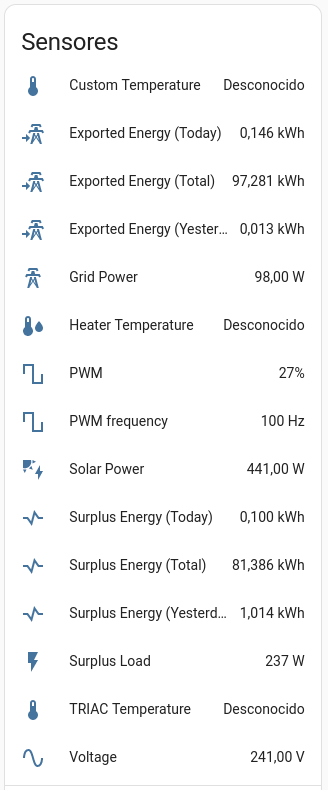 Sensores
Custom Temperature Desconocido
Exported Energy (Today) 0,146 kWh
Exported Energy (Total) 97,281 kWh
Exported Energy (Yester... 0,013 kWh
Grid Power 98,00 W
Heater Temperature Desconocido
PWM 27%
PWM frequency 100 Hz
Solar Power 441,00 W
Surplus Energy (Today) 0,100 kWh
Surplus Energy (Total) 81,386 kWh
Surplus Energy (Yesterd... 1,014 kWh
Surplus Load 237 W
TRIAC Temperature Desconocido
Voltage 241,00 V